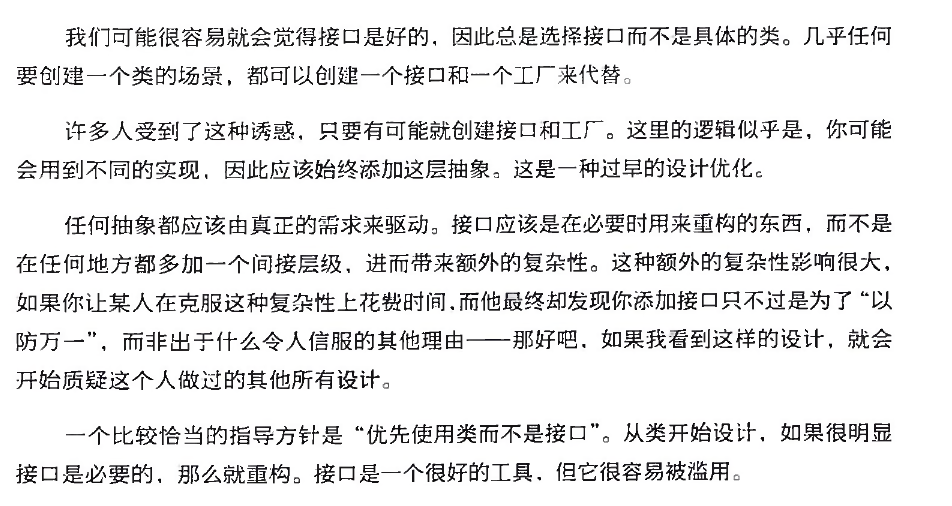 我们可能很容易就会觉得接口是好的，因此总是选择接口而不是具体的类。几乎任何
要创建一个类的场景，都可以创建一个接口和一个工厂来代替。
许多人受到了这种诱惑，只要有可能就创建接口和工厂。这里的逻辑似乎是，你可能
会用到不同的实现，因此应该始终添加这层抽象。这是一种过早的设计优化。
任何抽象都应该由真正的需求来驱动。接口应该是在必要时用来重构的东西，而不是
在任何地方都多加一个间接层级，进而带来额外的复杂性。这种额外的复杂性影响很大，
如果你让某人在克服这种复杂性上花费时间，而他最终却发现你添加接口只不过是为了“以
防万一”，而非出于什么令人信服的其他理由——那好吧，如果我看到这样的设计，就会
开始质疑这个人做过的其他所有设计。
一个比较恰当的指导方针是“优先使用类而不是接口”。从类开始设计，如果很明显
接口是必要的，那么就重构。接口是一个很好的工具，但它很容易被滥用。